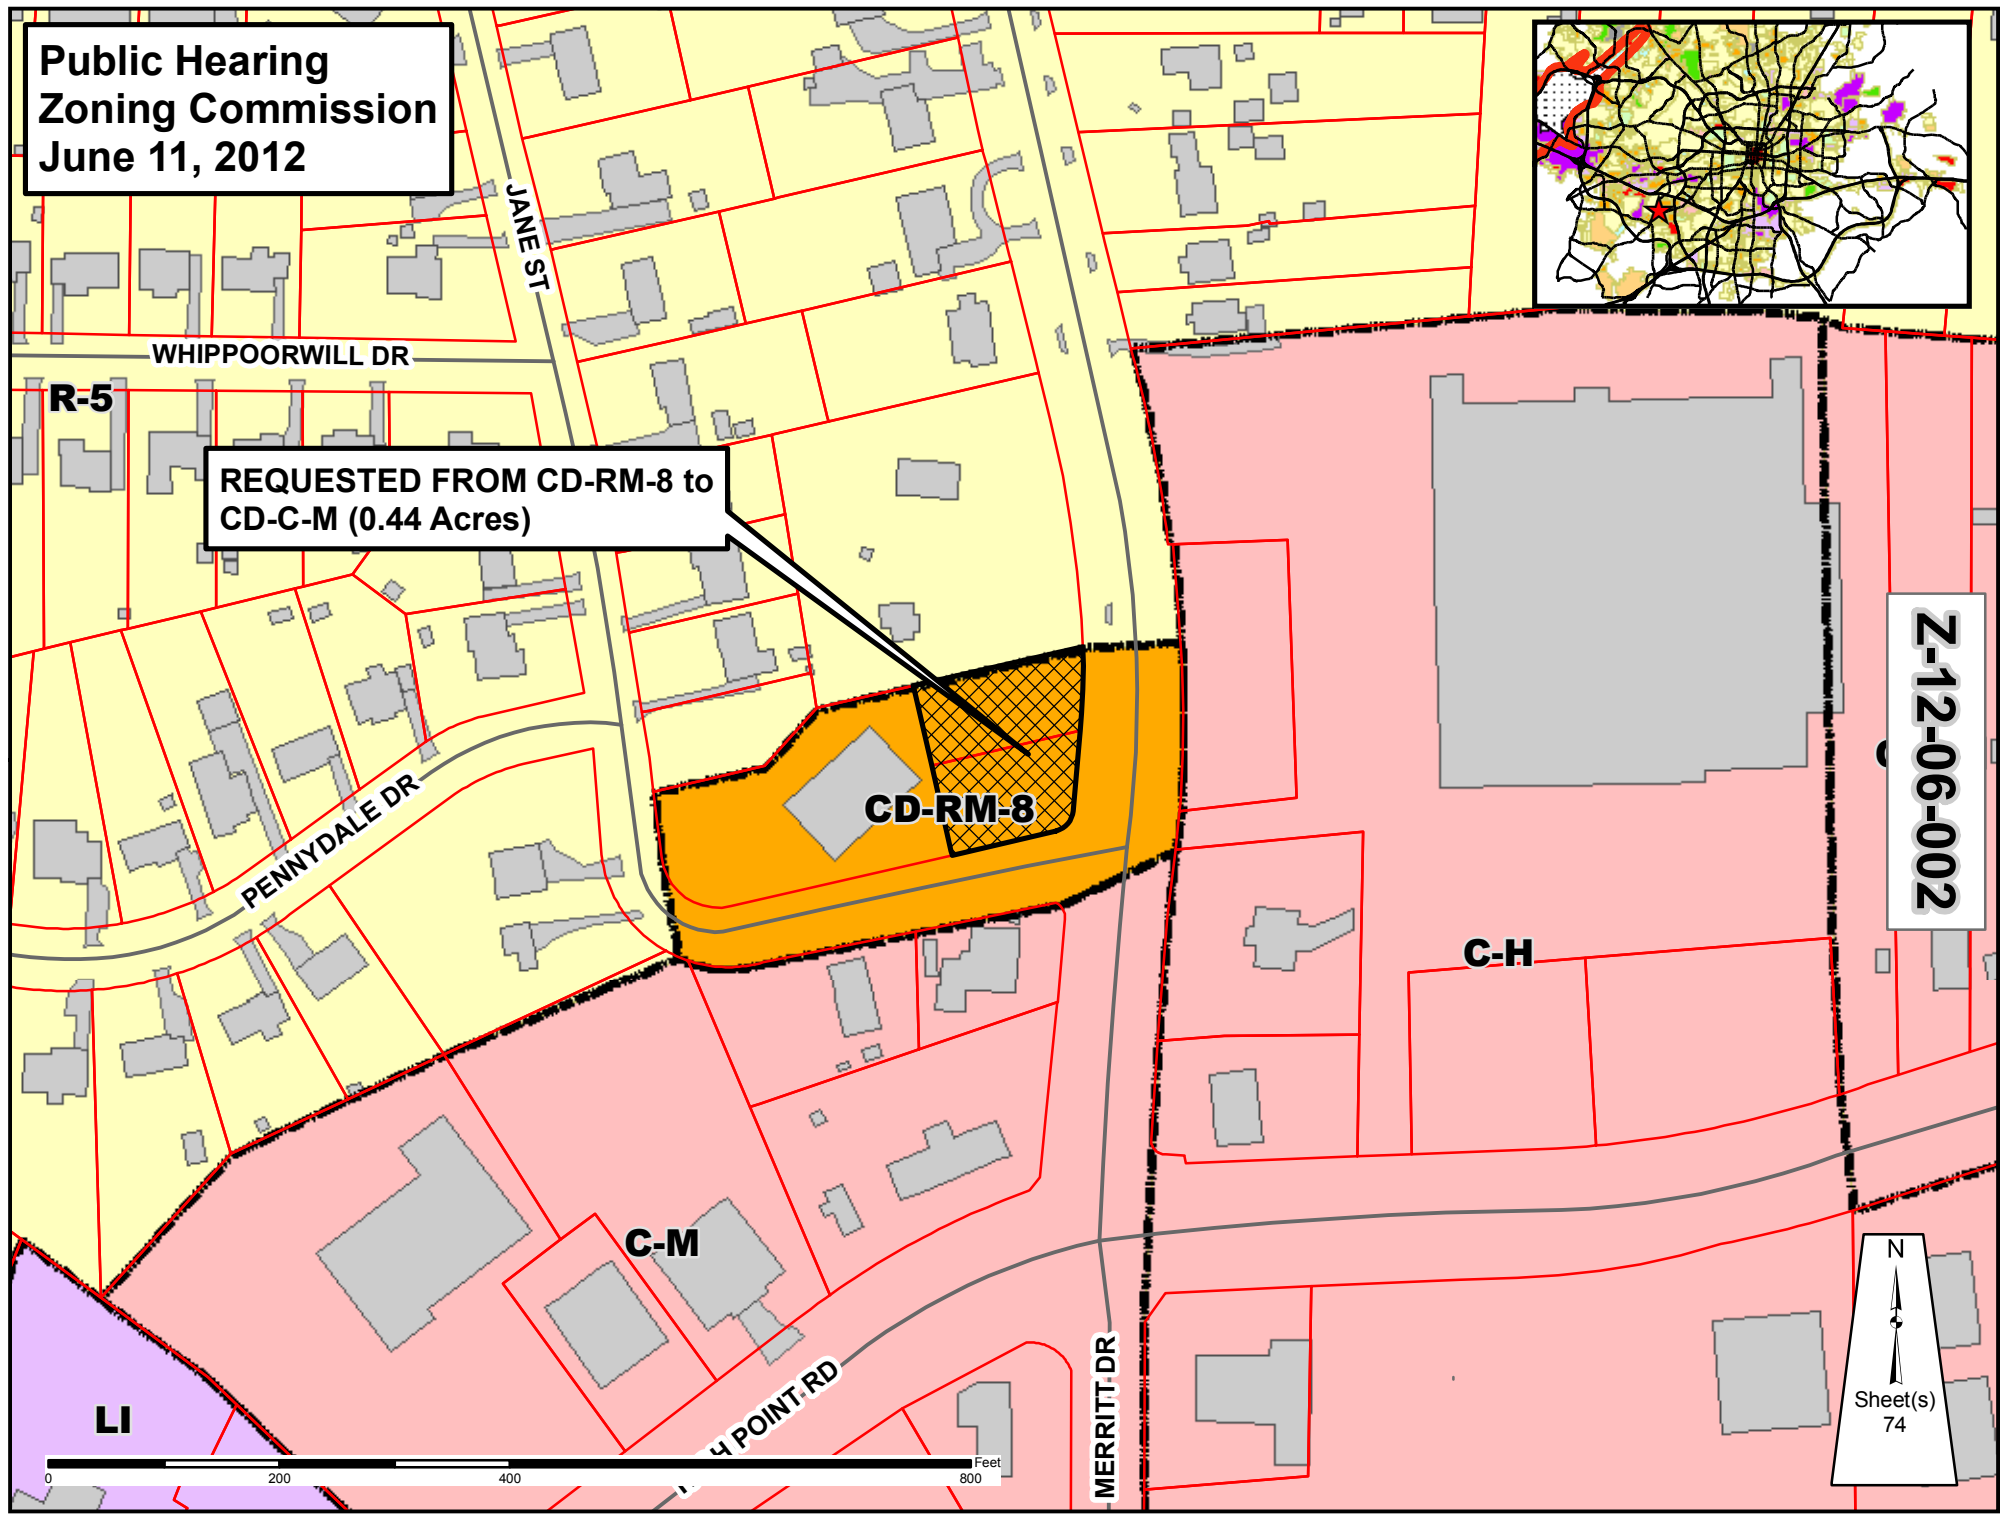 Public Hearing
Zoning Commission
June 11, 2012
JANE ST
WHIPPOORWILL DR
R-5
REQUESTED FROM CD-RM-8 to
CD-C-M (0.44 Acres)
Z-12-06-002
PENNYDALE DR
CD-RM-8
C-H
C-M
N
Sheet(s)
74
MERRITT DR
POINT RD
LI
Feet
0 200 400 800